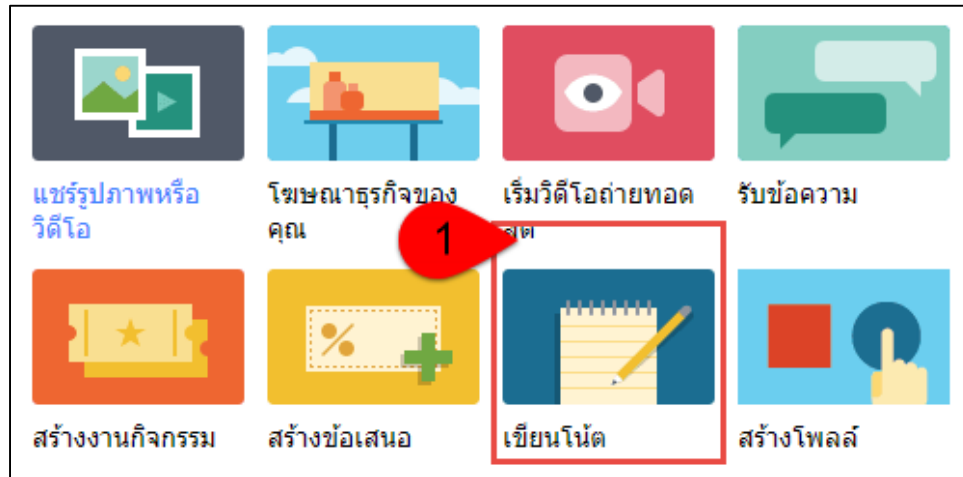 แชร์รูปภาพหรือ
วิดีโอ
โฆษณาธุรกิจของ
คุณ
เริ่มวิดีโอถ่ายทอด
สด
รับข้อความ
1
สร้างงานกิจกรรม
%
สร้างข้อเสนอ
เขียนโน้ต
สร้างโพลล์